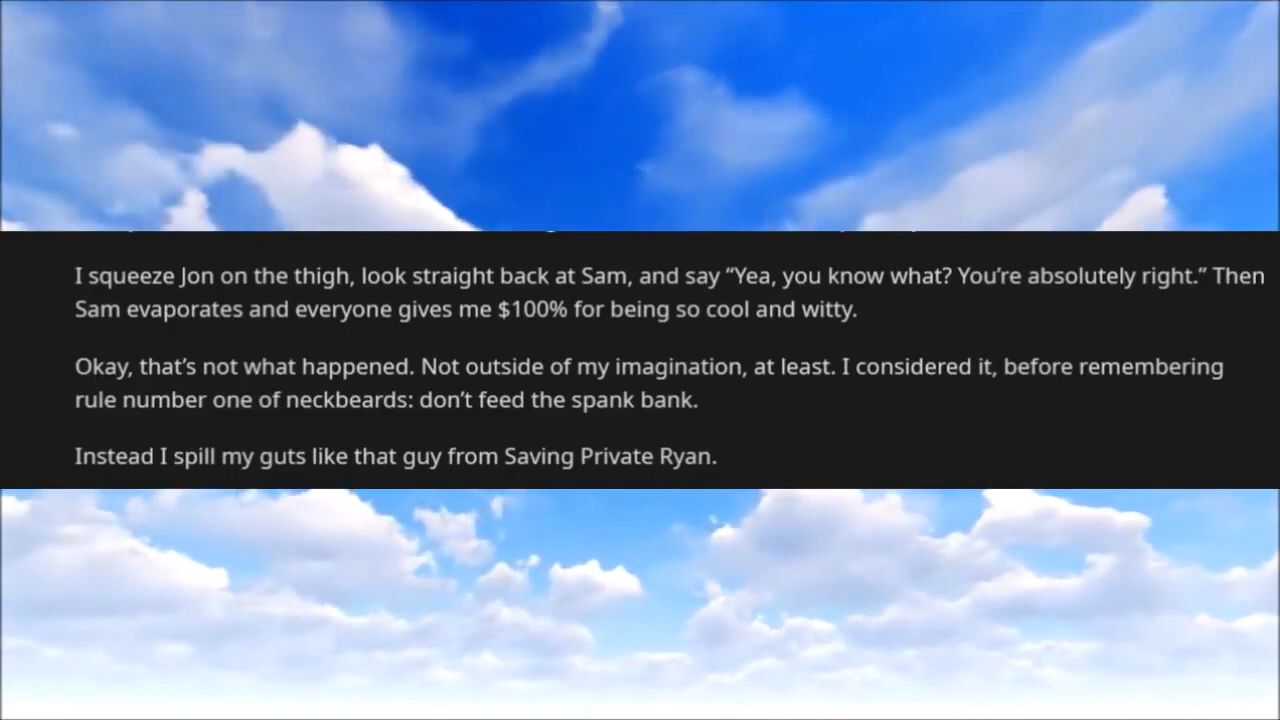 I squeeze Jon on the thigh, look straight back at Sam, and say “Yea, you know what? You’re absolutely right.” Then
Sam evaporates and everyone gives me $100% for being so cool and witty.
Okay, that’s not what happened. Not outside of my imagination, at least. I considered it, before remembering
rule number one of neckbeards: don’t feed the spank bank.
Instead I spill my guts like that guy from Saving Private Ryan.